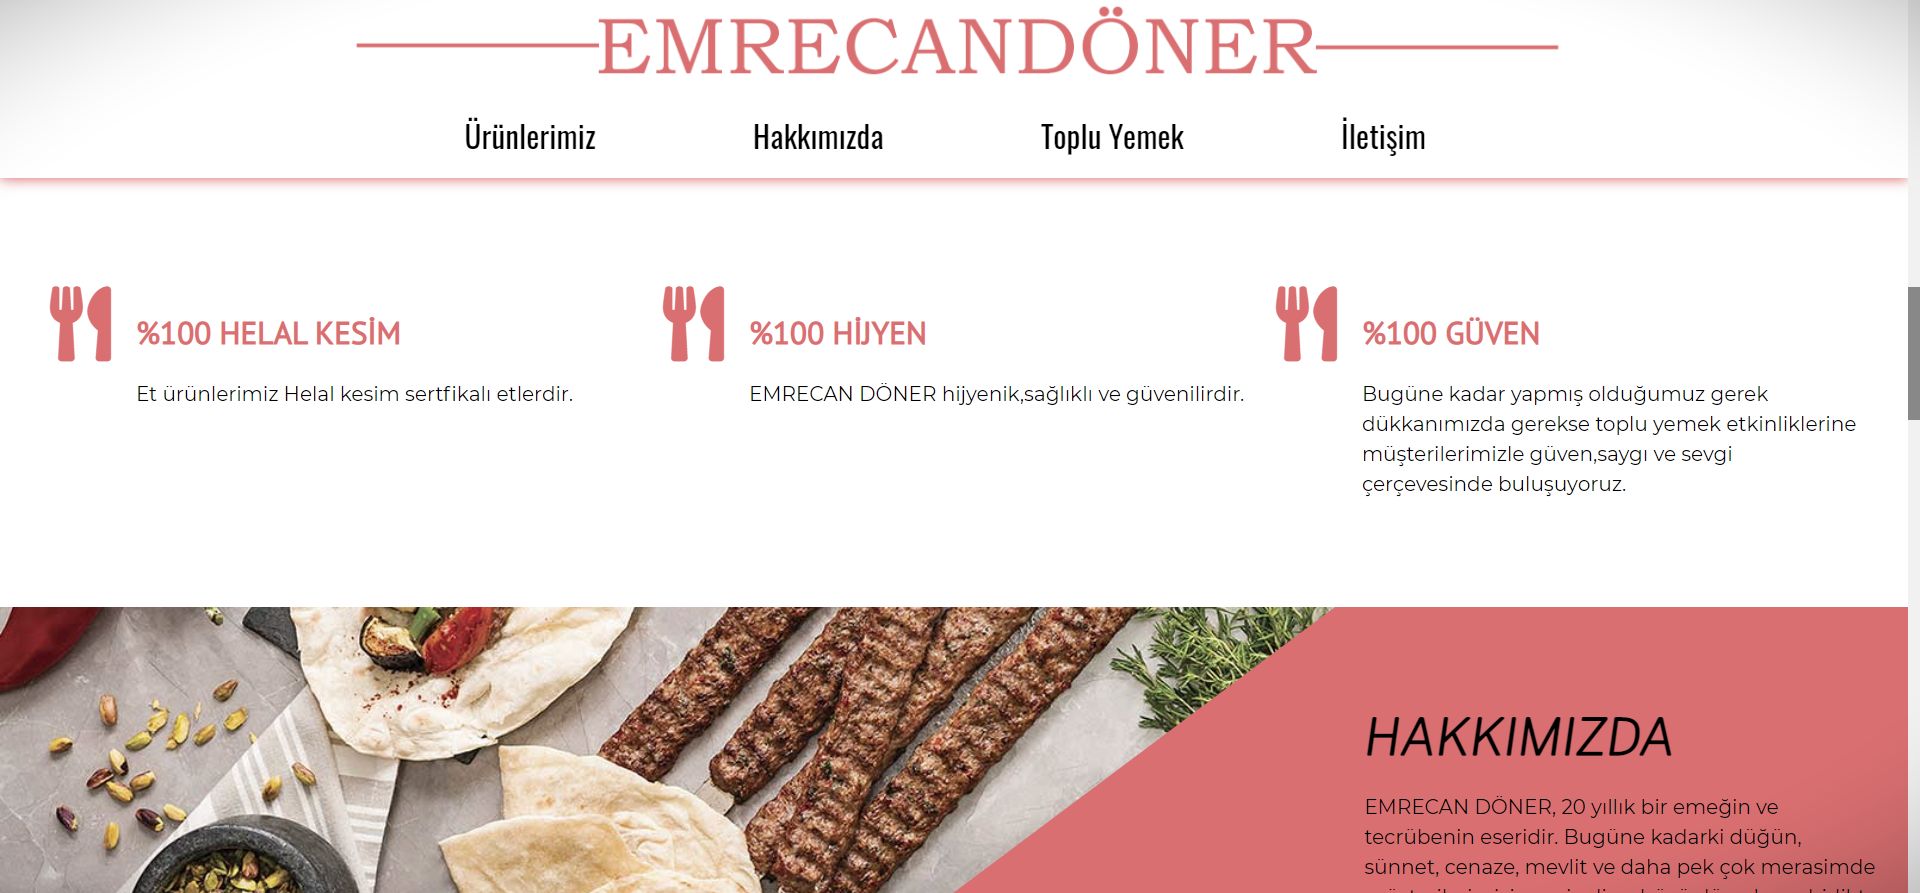 EMRECANDÖNER
Ürünlerimiz Hakkımızda Toplu Yemek İletişim
%100 HELAL KESİM
Et ürünlerimiz Helal kesim sertfikalı etlerdir.
%100 HİJYEN
EMRECAN DÖNER hijyenik,sağlıklı ve güvenilirdir.
%100 GÜVEN
Bugüne kadar yapmış olduğumuz gerek
dükkanımızda gerekse toplu yemek etkinliklerine
müşterilerimizle güven,saygı ve sevgi
çerçevesinde buluşuyoruz.
HAKKIMIZDA
EMRECAN DÖNER, 20 yıllık bir emeğin ve
tecrübenin eseridir. Bugüne kadarki düğün,
sünnet, cenaze, mevlit ve daha pek çok merasimde